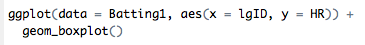 ggplot(data = Batting1, aes(x = lgID, y = HR)) +
  geom_boxplot()